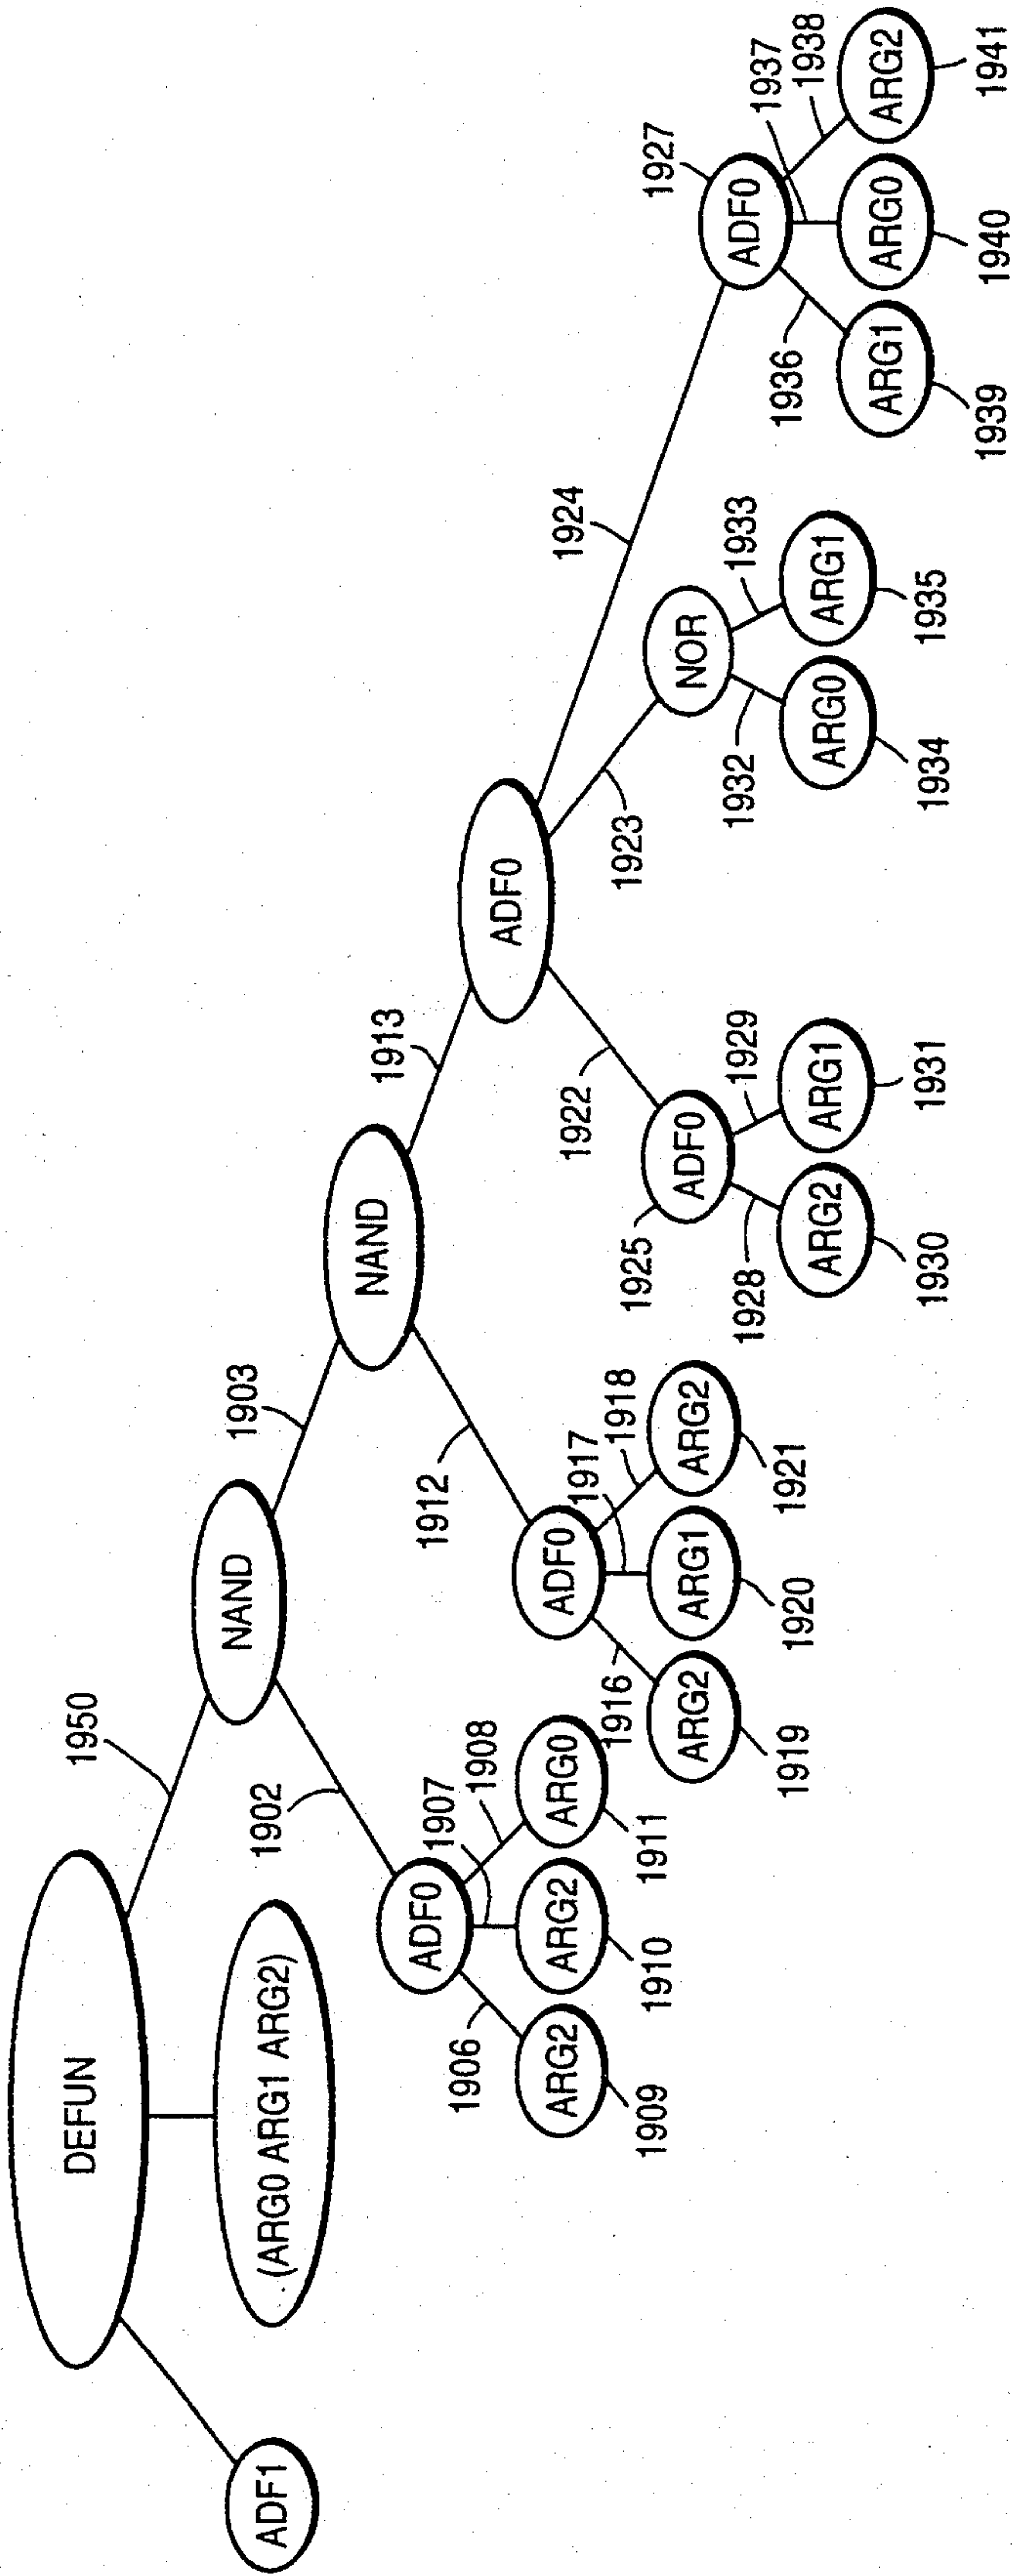 DEFUN
1950
ADF1
(ARG0 ARG1 ARG2)
NAND
1902
1903
ADF0
NAND
1906
1907
1908
1912
1913
ARG2
ARG2
ARG0
ADF0
ADF0
1909
1910
1911
1916
1917
1918
1922
1923
1924
ARG2
ARG1
ARG2
1925
ADF0
NOR
ADF0
1927
1919
1920
1921
1928
1929
1932
1933
1936
1937
1938
ARG2
ARG1
ARG0
ARG1
ARG1
ARG0
ARG2
1930
1931
1934
1935
1939
1940
1941